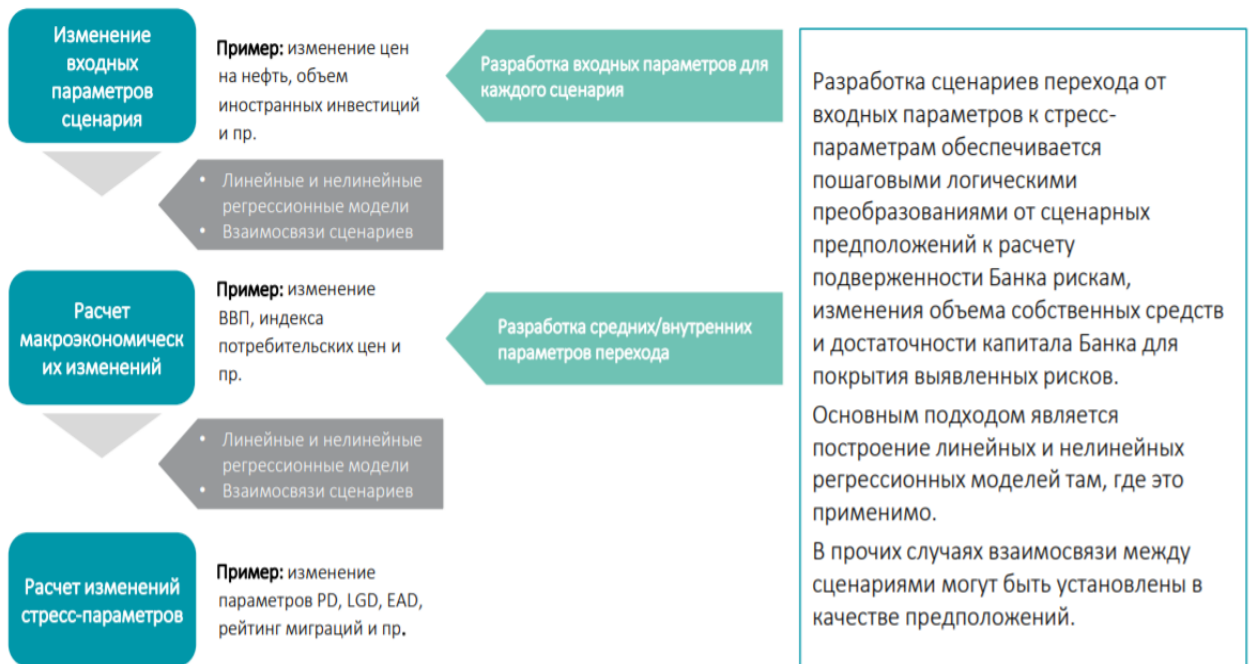 Изменение
входных
параметров
сценария
Пример: изменение цен
на нефть, объем
иностранных инвестиций
и пр.
Разработка входных параметров для
каждого сценария
• Линейные и нелинейные
регрессионные модели
• Взаимосвязи сценариев
Расчет
макроэкономическ
их изменений
Пример: изменение
ВВП, индекса
потребительских цен и
пр.
Разработка средних/внутренних
параметров перехода
• Линейные и нелинейные
регрессионные модели
• Взаимосвязи сценариев
Расчет изменений
стресс-параметров
Пример: изменение
параметров PD, LGD, EAD,
рейтинг миграций и пр.
Разработка сценариев перехода от
входных параметров к стресс-
параметрам обеспечивается
пошаговыми логическими
преобразованиями от сценарных
предположений к расчету
подверженности Банка рискам,
изменения объема собственных средств
и достаточности капитала Банка для
покрытия выявленных рисков.
Основным подходом является
построение линейных и нелинейных
регрессионных моделей там, где это
применимо.
В прочих случаях взаимосвязи между
сценариями могут быть установлены в
качестве предположений.